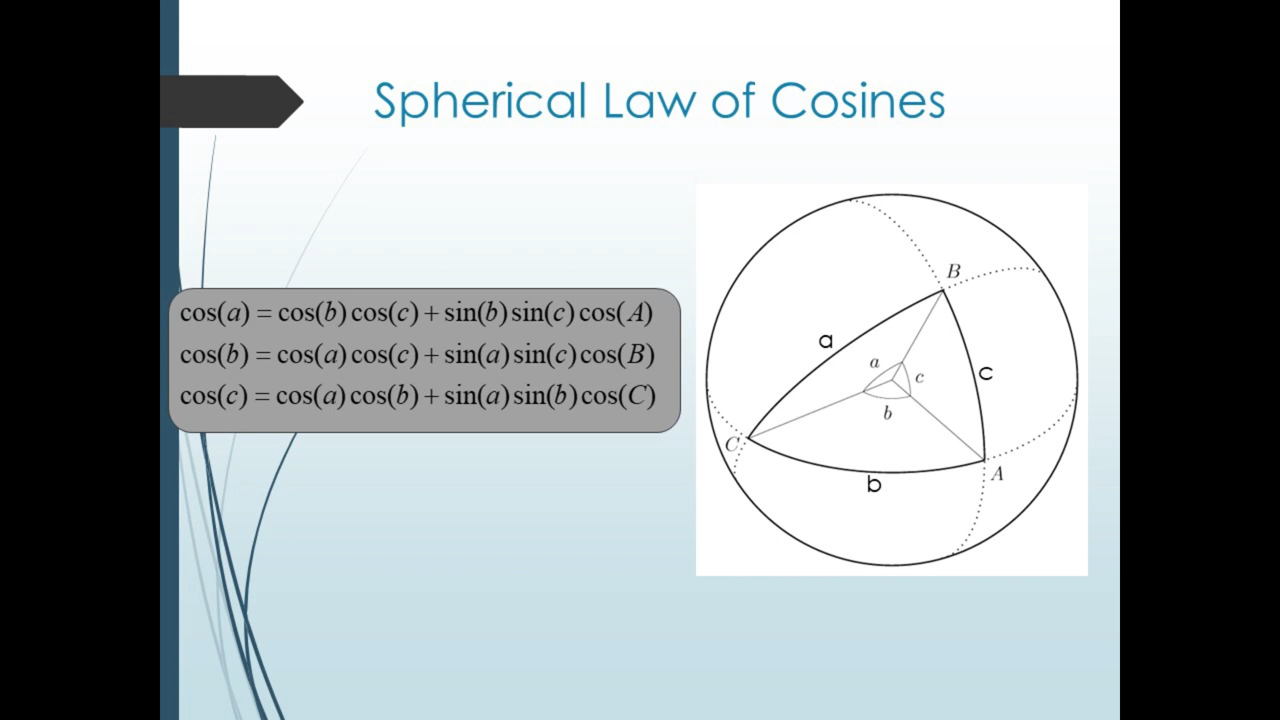 Spherical Law of Cosines
cos(a) = cos(b) cos(c) + sin(b) sin(c) cos(A)
cos(b) = cos(a) cos(c) + sin(a) sin(c) cos(B)
cos(c) = cos(a) cos(b) + sin(a) sin(b) cos(C)
B
a
a
c
c
b
C
A
b